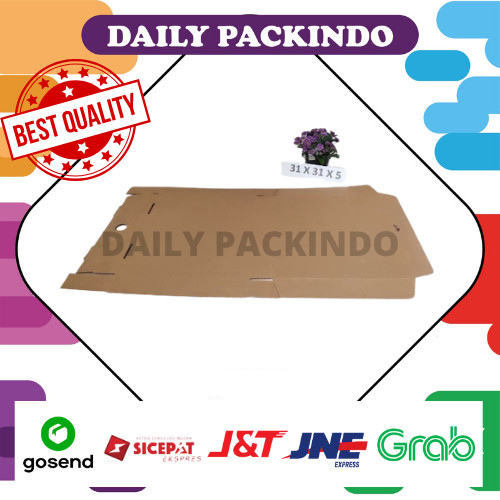 DAILY PACKINDO
BEST QUALITY
31 X 31 X 5
DAILY PACKINDO
gosend
SICEPAT
EKSPRES
J&T
JNE
EXPRESS
Grab